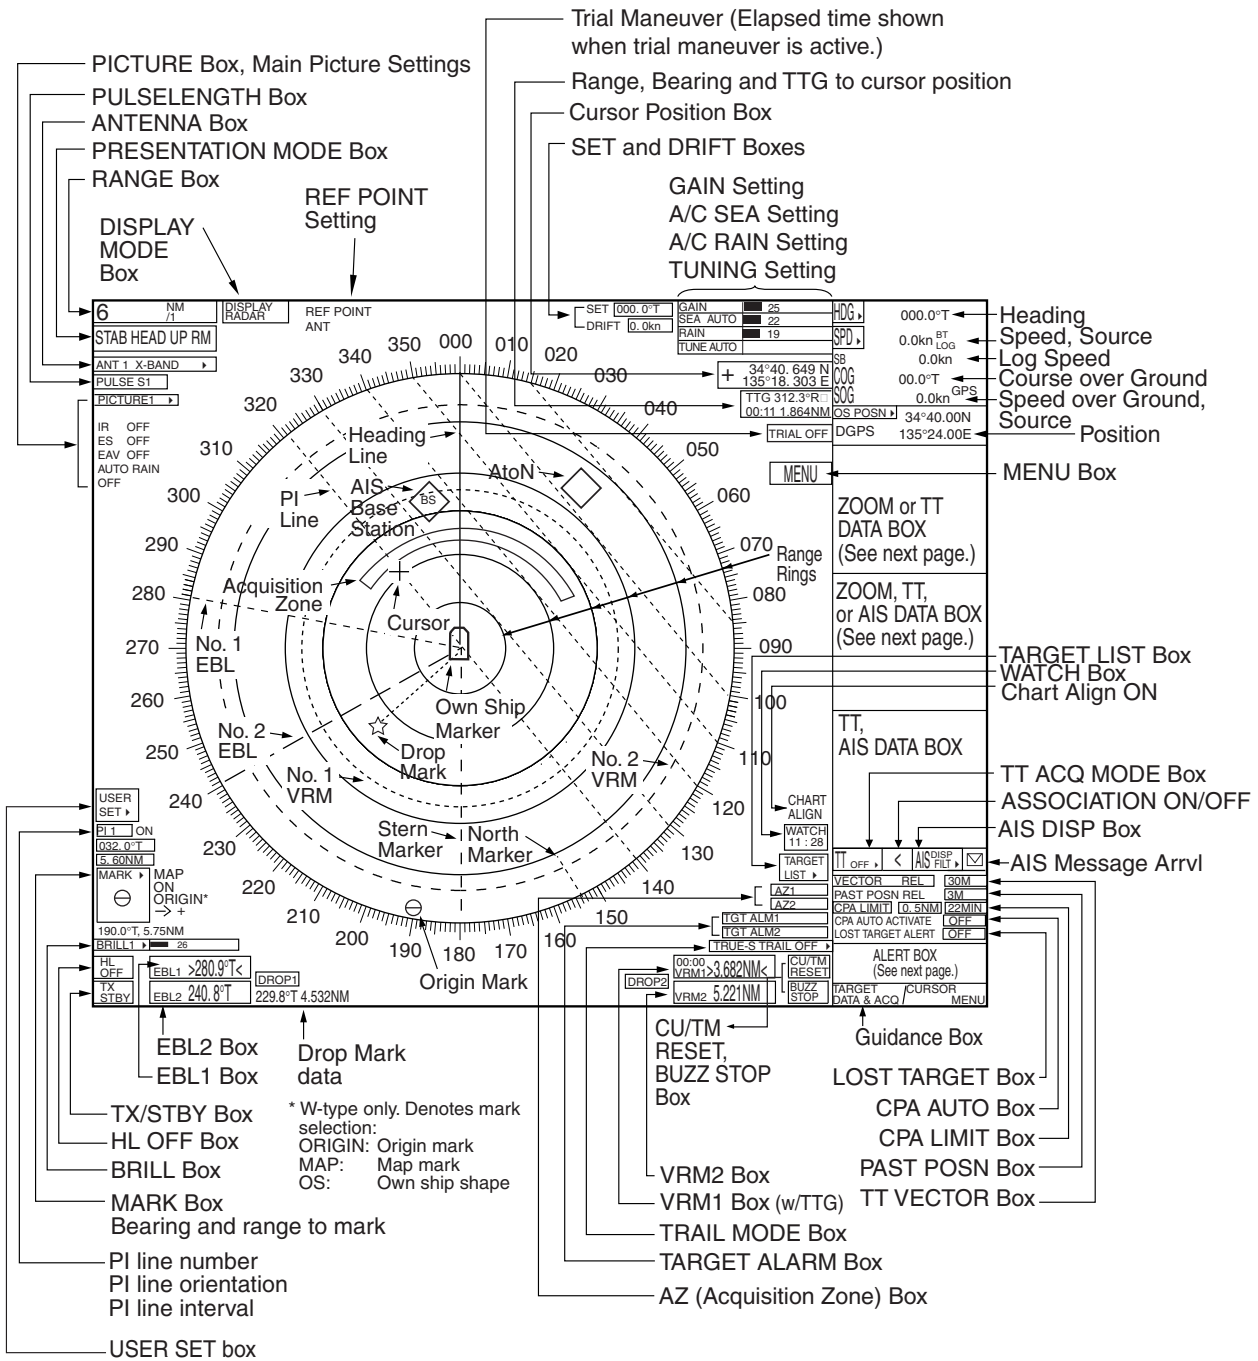 Trial Maneuver (Elapsed time shown
when trial maneuver is active.)
PICTURE Box, Main Picture Settings
Range, Bearing and TTG to cursor position
PULSELENGTH Box
Cursor Position Box
ANTENNA Box
SET and DRIFT Boxes
PRESENTATION MODE Box
RANGE Box
REF POINT
Setting
DISPLAY
MODE
Box
GAIN Setting
A/C SEA Setting
A/C RAIN Setting
TUNING Setting
6 NM
/1
DISPLAY
RADAR
REF POINT
ANT
STAB HEAD UP RM
ANT 1 X-BAND
PULSE S1
PICTURE1
IR OFF
ES OFF
EAV OFF
AUTO RAIN
OFF
SET 000.0°T
DRIFT 0.0kn
GAIN 25
SEA AUTO 22
RAIN 19
TUNE AUTO
HDG 000.0°T
SPD 0.0kn BT
LOG
SB 0.0kn
COG 00.0°T
SOG 0.0kn GPS
OS POSN 34°40.00N
DGPS 135°24.00E
Heading
Speed, Source
Log Speed
Course over Ground
Speed over Ground,
Source
Position
+ 34°40. 649 N
135°18. 303 E
TTG 312.3°R
00:11 1.864NM
TRIAL OFF
MENU
MENU Box
000
010
020
030
040
050
060
070
080
090
100
110
120
130
140
150
160
170
180
190
200
210
220
230
240
250
260
270
280
290
300
310
320
330
340
350
Heading
Line
PI
Line
AIS
Base
Station
BS
AtoN
Range
Rings
Acquisition
Zone
Cursor
No. 1
EBL
Own Ship
Marker
No. 2
EBL
Drop
Mark
No. 1
VRM
No. 2
VRM
Stern
Marker
North
Marker
Origin Mark
ZOOM or TT
DATA BOX
(See next page.)
ZOOM, TT,
or AIS DATA BOX
(See next page.)
TT,
AIS DATA BOX
TARGET LIST Box
WATCH Box
Chart Align ON
TT ACQ MODE Box
ASSOCIATION ON/OFF
AIS DISP Box
AIS Message Arrvl
CHART
ALIGN
WATCH
11 : 28
TARGET
LIST
AZ1
AZ2
TGT ALM1
TGT ALM2
TRUE-S TRAIL OFF
TT OFF < AIS DISP
FILT
VECTOR REL 30M
PAST POSN REL 3M
CPA LIMIT 0. 5NM 22MIN
CPA AUTO ACTIVATE OFF
LOST TARGET ALERT OFF
ALERT BOX
(See next page.)
TARGET
DATA & ACQ / CURSOR
MENU
USER
SET
PI 1 ON
032. 0°T
5. 60NM
MARK
MAP
ON
ORIGIN*
-> +
190.0°T, 5.75NM
BRILL1 26
HL
OFF
EBL1 >280.9°T<
TX
STBY
EBL2 240. 8°T
DROP1
229.8°T 4.532NM
DROP2
00:00
VRM1 >3.682NM<
VRM2 5.221NM
CU/TM
RESET
BUZZ
STOP
EBL2 Box
EBL1 Box
Drop Mark
data
CU/TM
RESET,
BUZZ STOP
Box
Guidance Box
LOST TARGET Box
CPA AUTO Box
CPA LIMIT Box
PAST POSN Box
TT VECTOR Box
TX/STBY Box
HL OFF Box
BRILL Box
MARK Box
Bearing and range to mark
PI line number
PI line orientation
PI line interval
USER SET box
* W-type only. Denotes mark
selection:
ORIGIN: Origin mark
MAP: Map mark
OS: Own ship shape
VRM2 Box
VRM1 Box (w/TTG)
TRAIL MODE Box
TARGET ALARM Box
AZ (Acquisition Zone) Box